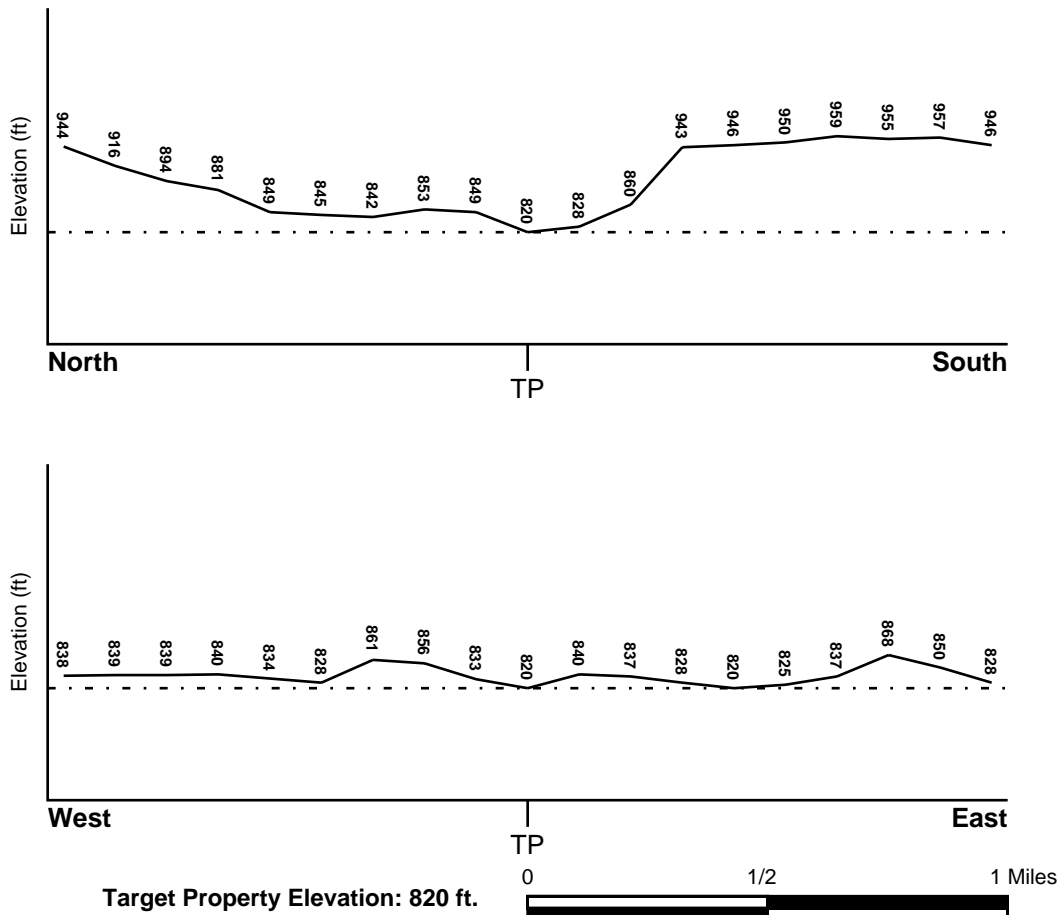 Elevation (ft)
944 916 894 881 849 845 842 853 849 820 828 860 943 946 950 959 955 957 946
North South
TP
Elevation (ft)
838 839 839 840 834 828 861 856 833 820 840 837 828 820 825 837 868 850 828
West East
TP
0 1/2 1 Miles
Target Property Elevation: 820 ft.